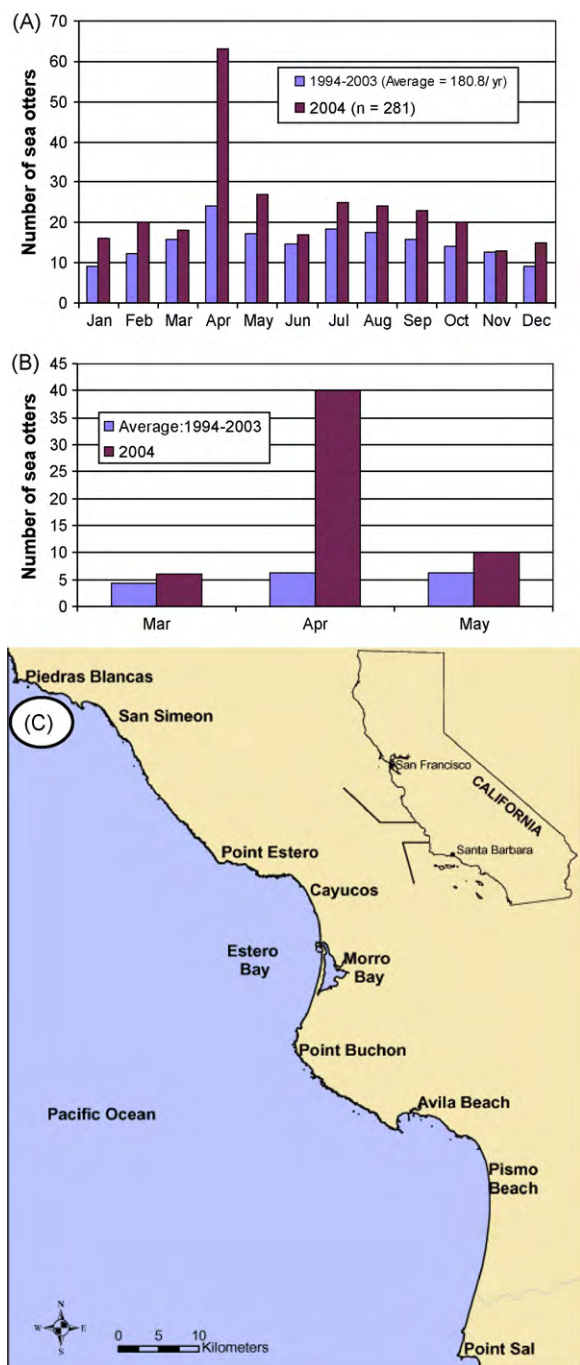 (A)
70
60
50
40
30
20
10
0
Number of sea otters
1994-2003 (Average = 180.8/ yr)
2004 (n = 281)
Jan Feb Mar Apr May Jun Jul Aug Sep Oct Nov Dec
(B)
45
40
35
30
25
20
15
10
5
0
Number of sea otters
Average:1994-2003
2004
Mar Apr May
Piedras Blancas
(C)
San Simeon
San Francisco
CALIFORNIA
Santa Barbara
Point Estero
Cayucos
Estero
Bay
Morro
Bay
Point Buchon
Avila Beach
Pacific Ocean
Pismo
Beach
N
W E
S
0 5 10
Kilometers
Point Sal